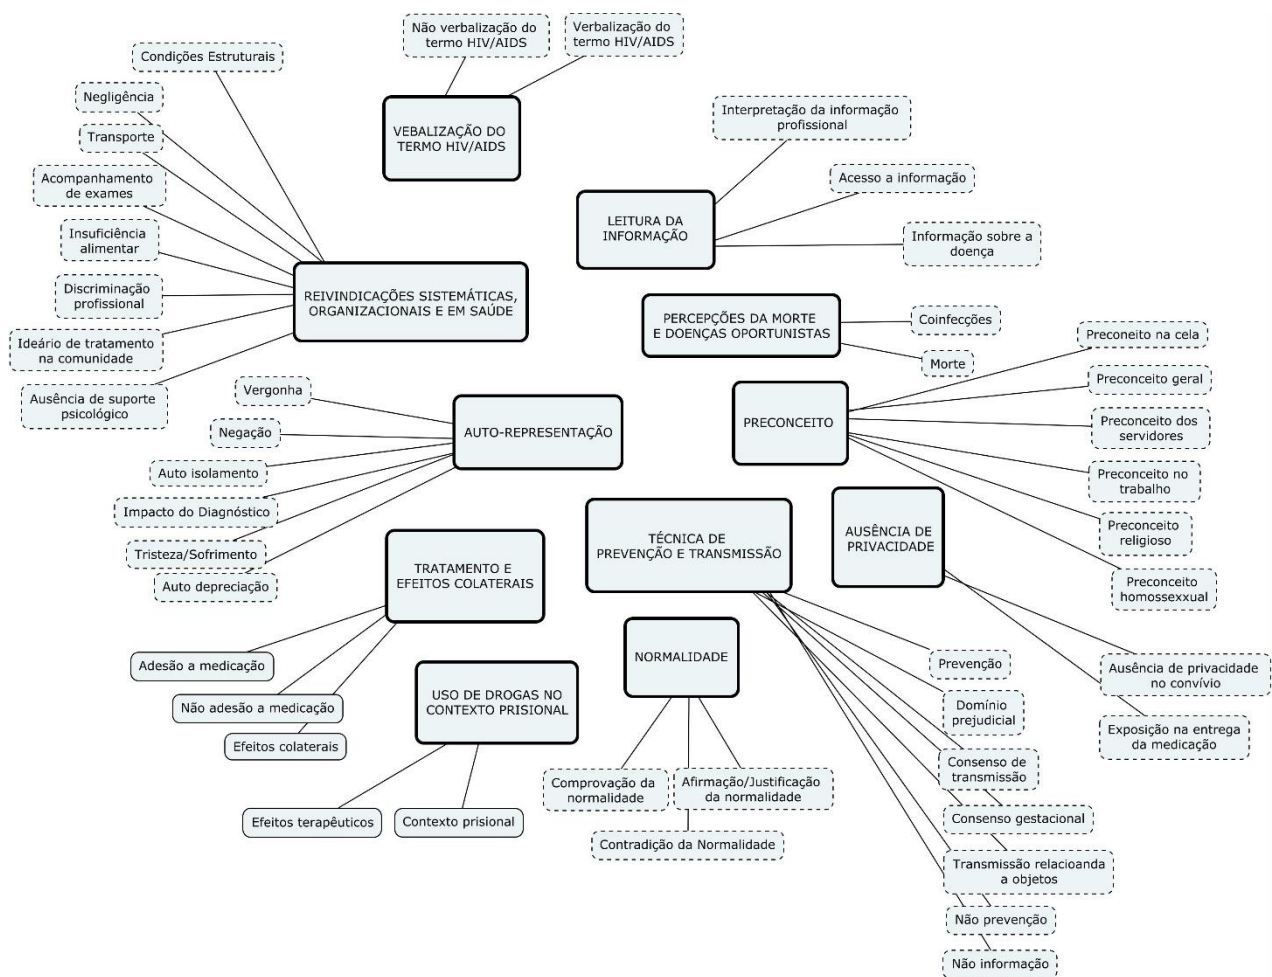 Não verbalização do
termo HIV/AIDS
Verbalização do
termo HIV/AIDS
VEBALIZAÇÃO DO
TERMO HIV/AIDS
Condições Estruturais
Negligência
Transporte
Acompanhamento
de exames
Insuficiência
alimentar
Discriminação
profissional
Ideário de tratamento
na comunidade
Ausência de suporte
psicológico
REIVINDICAÇÕES SISTEMÁTICAS,
ORGANIZACIONAIS E EM SAÚDE
Interpretação da informação
profissional
Acesso a informação
Informação sobre a
doença
LEITURA DA
INFORMAÇÃO
PERCEPÇÕES DA MORTE
E DOENÇAS OPORTUNISTAS
Coinfecções
Morte
Preconeito na cela
Preconceito geral
Preconceito dos
servidores
Preconceito no
trabalho
Preconceito
religioso
Preconceito
homossexxual
PRECONCEITO
Vergonha
Negação
Auto isolamento
Impacto do Diagnóstico
Tristeza/Sofrimento
Auto depreciação
AUTO-REPRESENTAÇÃO
TÉCNICA DE
PREVENÇÃO E TRANSMISSÃO
AUSÊNCIA DE
PRIVACIDADE
TRATAMENTO E
EFEITOS COLATERAIS
Adesão a medicação
Não adesão a medicação
Efeitos colaterais
USO DE DROGAS NO
CONTEXTO PRISIONAL
Efeitos terapêuticos
Contexto prisional
NORMALIDADE
Comprovação da
normalidade
Afirmação/Justificação
da normalidade
Contradição da Normalidade
Prevenção
Domínio
prejudicial
Consenso de
transmissão
Consenso gestacional
Transmissão relacioanda
a objetos
Não prevenção
Não informação
Ausência de privacidade
no convívio
Exposição na entrega
da medicação